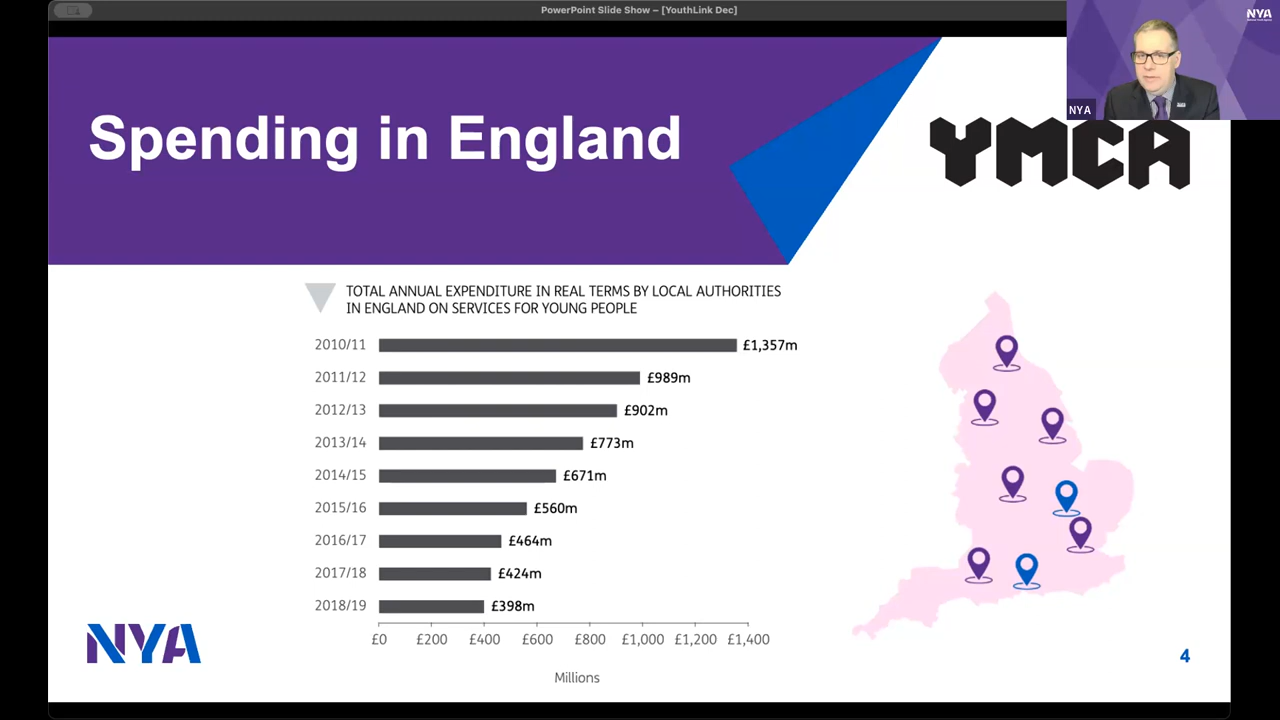 PowerPoint Slide Show – [YouthLink Dec]
NYA
NYA
Spending in England
YMCA
TOTAL ANNUAL EXPENDITURE IN REAL TERMS BY LOCAL AUTHORITIES
IN ENGLAND ON SERVICES FOR YOUNG PEOPLE
2010/11 £1,357m
2011/12 £989m
2012/13 £902m
2013/14 £773m
2014/15 £671m
2015/16 £560m
2016/17 £464m
2017/18 £424m
2018/19 £398m
£0 £200 £400 £600 £800 £1,000 £1,200 £1,400
Millions
NYA
4